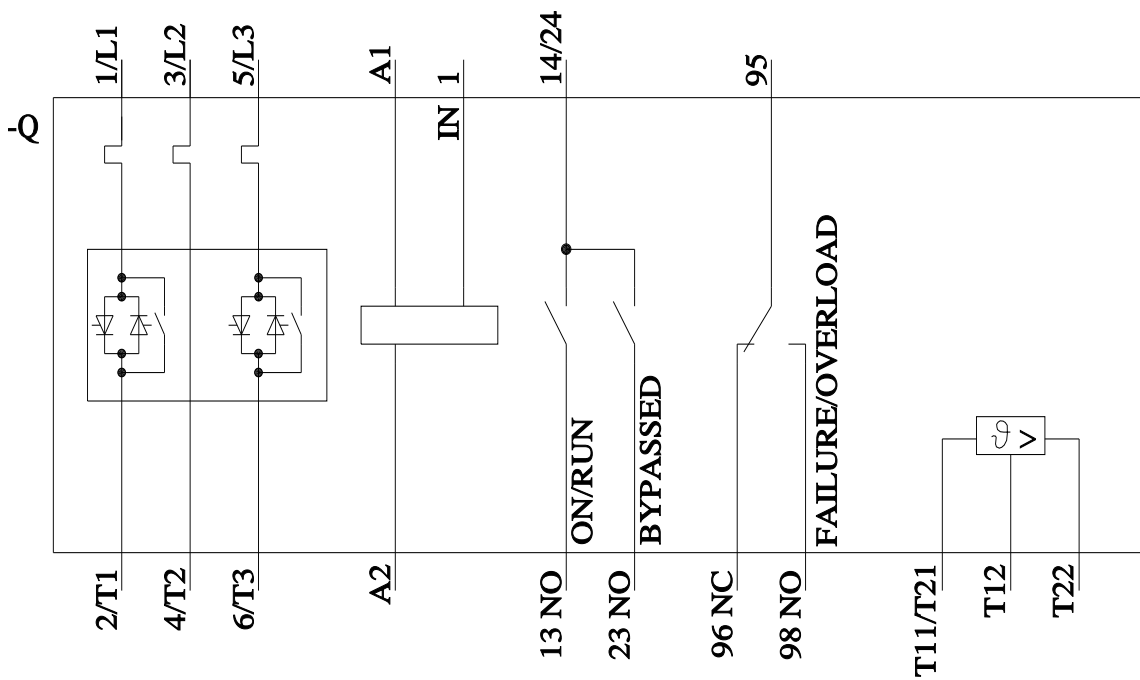 -Q
1/L1
3/L2
5/L3
A1
IN 1
14/24
95
ON/RUN
BYPASSED
FAILURE/OVERLOAD
ϑ >
2/T1
4/T2
6/T3
A2
13 NO
23 NO
96 NC
98 NO
T11/T21
T12
T22